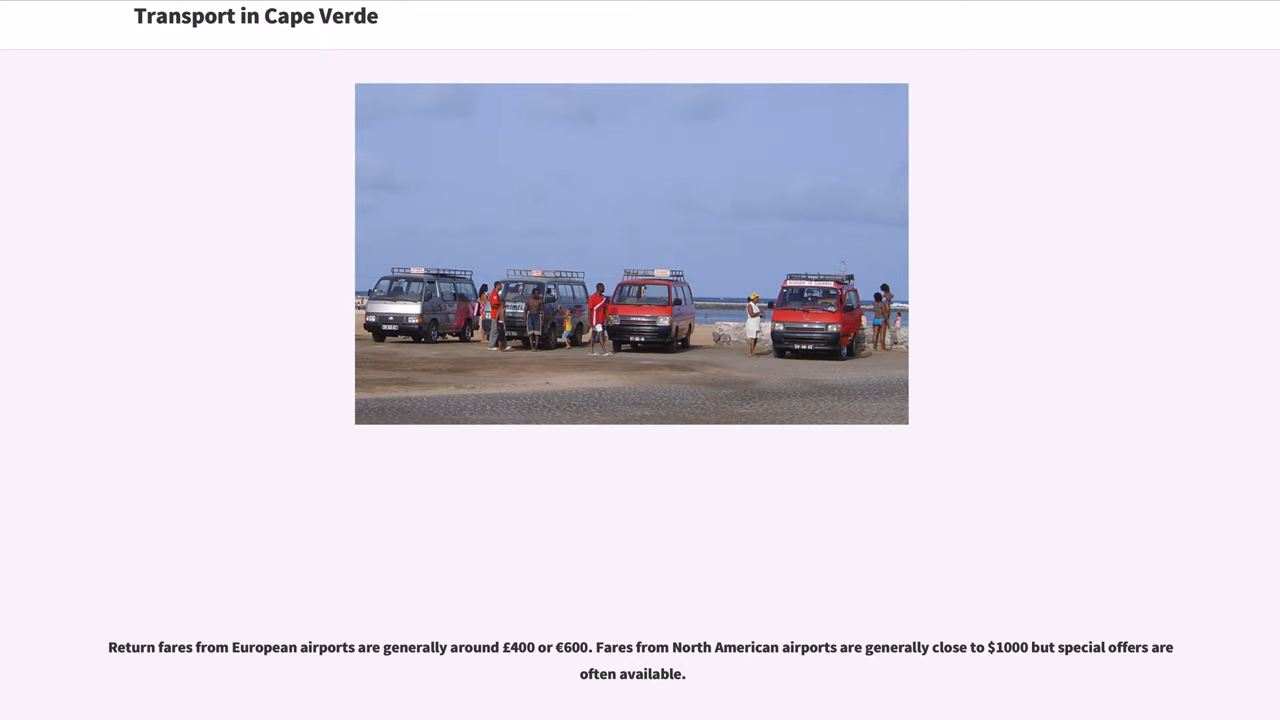 Transport in Cape Verde
Return fares from European airports are generally around £400 or €600. Fares from North American airports are generally close to $1000 but special offers are
often available.